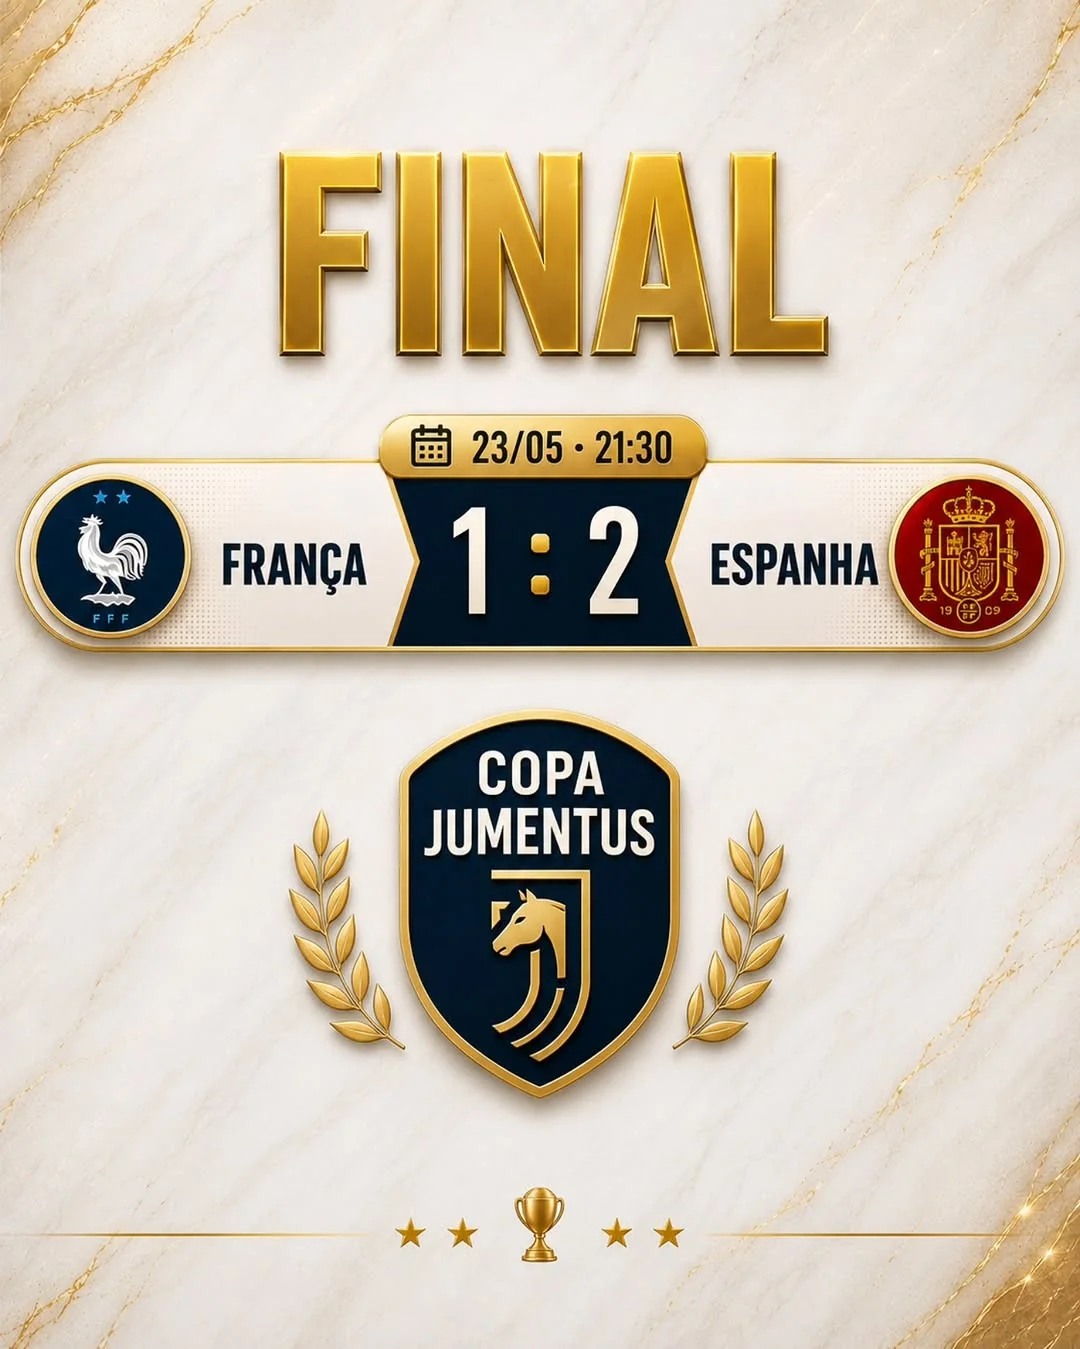 FINAL
23/05 • 21:30
FFF
FRANÇA
1 : 2
ESPANHA
19 09
COPA
JUMENTUS